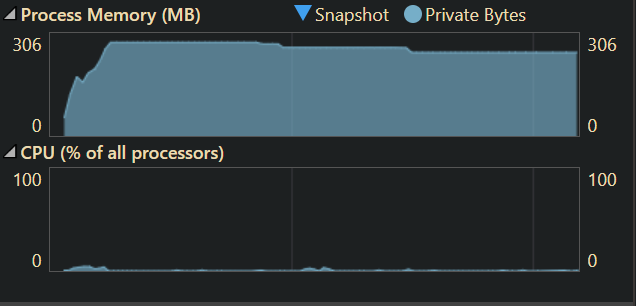 Process Memory (MB) Snapshot Private Bytes
306 306
0 0
CPU (% of all processors)
100 100
0 0